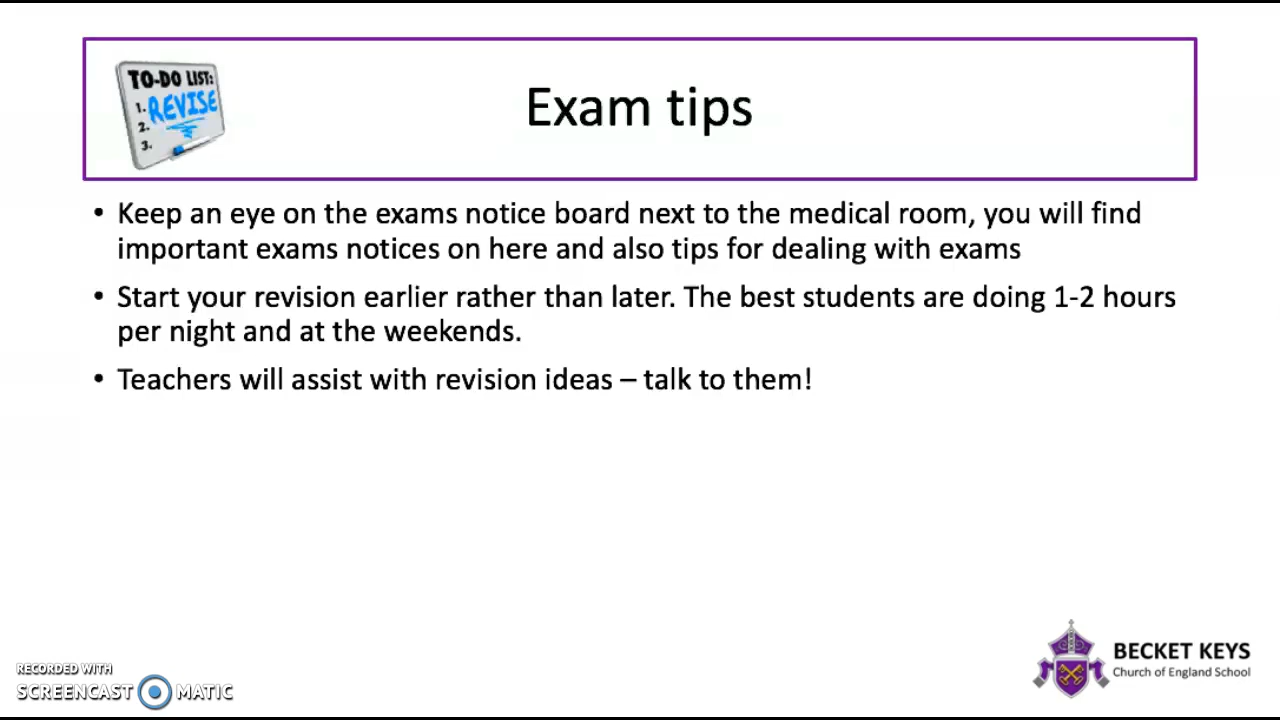 TO-DO LIST:
1. REVISE
2.
3.
Exam tips
• Keep an eye on the exams notice board next to the medical room, you will find
important exams notices on here and also tips for dealing with exams
• Start your revision earlier rather than later. The best students are doing 1-2 hours
per night and at the weekends.
• Teachers will assist with revision ideas – talk to them!
RECORDED WITH
SCREENCAST MATIC
BECKET KEYS
Church of England School